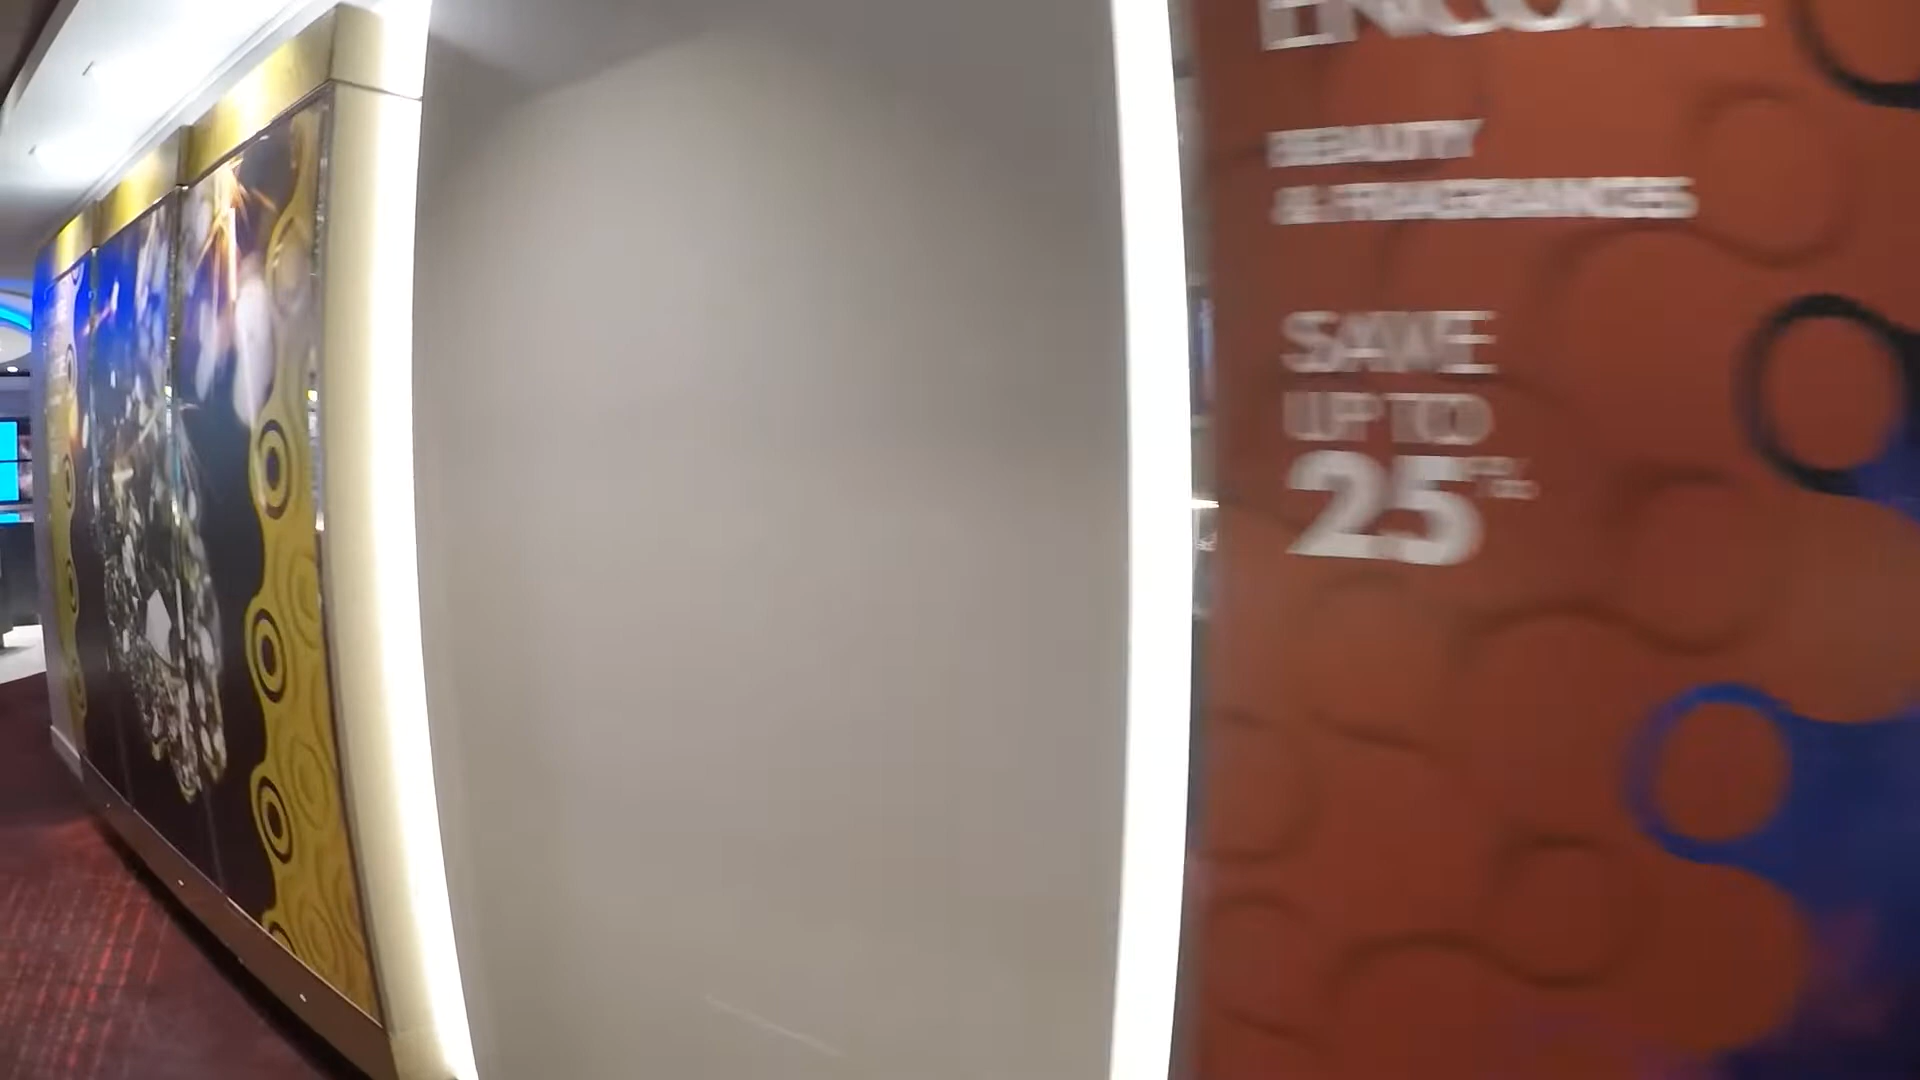 ENCORE.
BEAUTY
& FRAGRANCES
SAVE
UP TO
25%